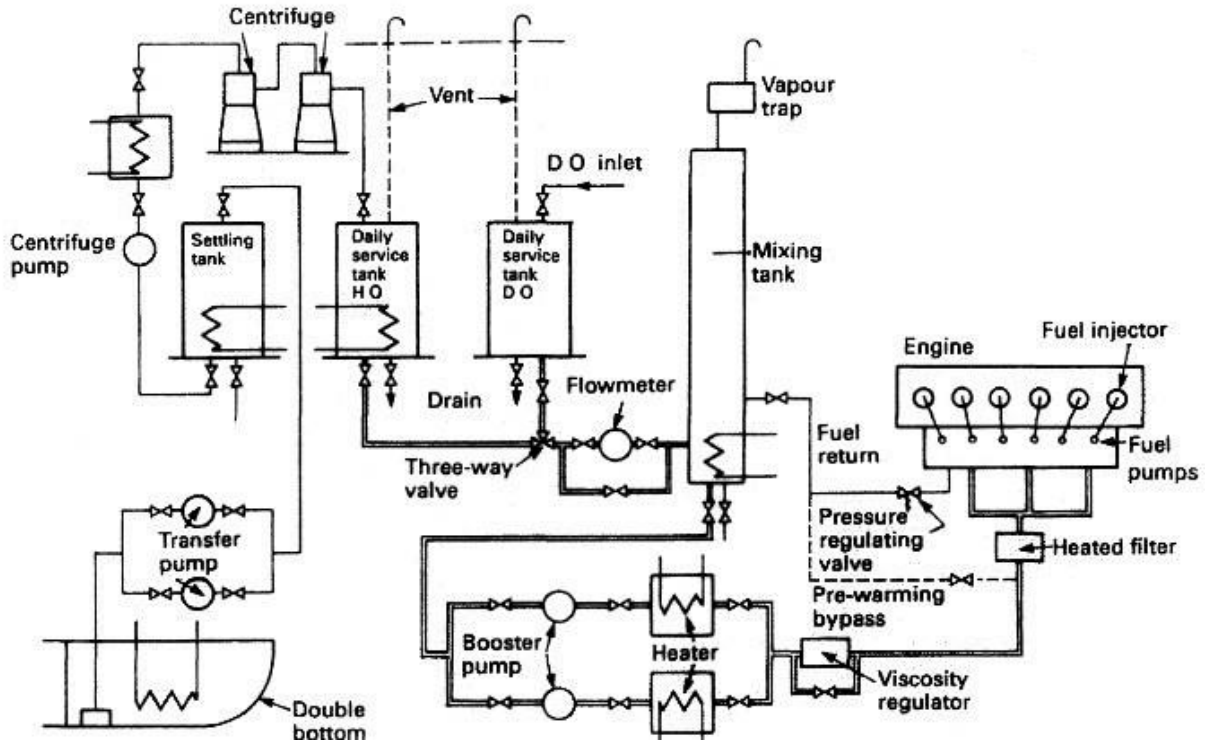 Centrifuge
Centrifuge
pump
Settling
tank
Vent
Daily
service
tank
H O
Daily
service
tank
D O
D O inlet
Vapour
trap
Mixing
tank
Drain
Flowmeter
Three-way
valve
Fuel
return
Engine
Fuel injector
Fuel
pumps
Pressure
regulating
valve
Heated filter
Pre-warming
bypass
Transfer
pump
Booster
pump
Heater
Viscosity
regulator
Double
bottom